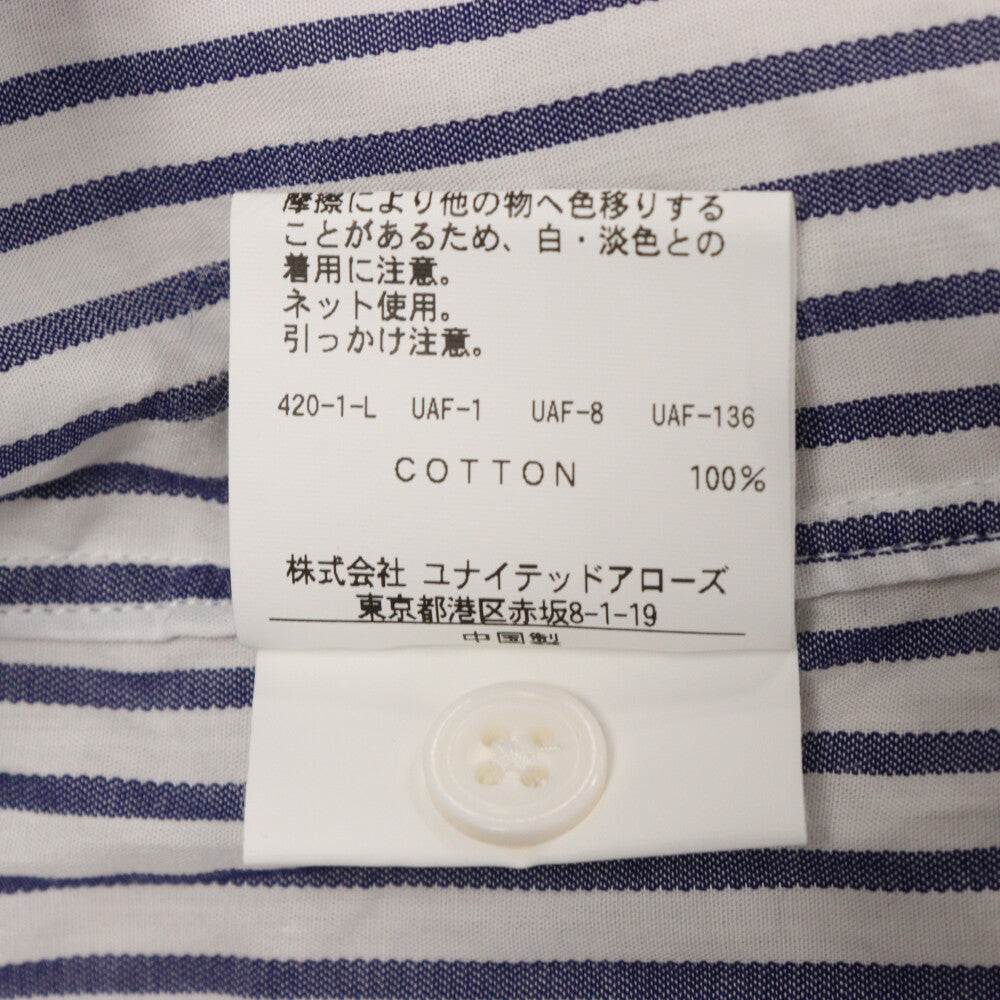 摩擦により他の物へ色移りする
ことがあるため、白・淡色との
着用に注意。
ネット使用。
引っかけ注意。
420-1-L UAF-1 UAF-8 UAF-136
COTTON 100%
株式会社 ユナイテッドアローズ
東京都港区赤坂8-1-19
中国製